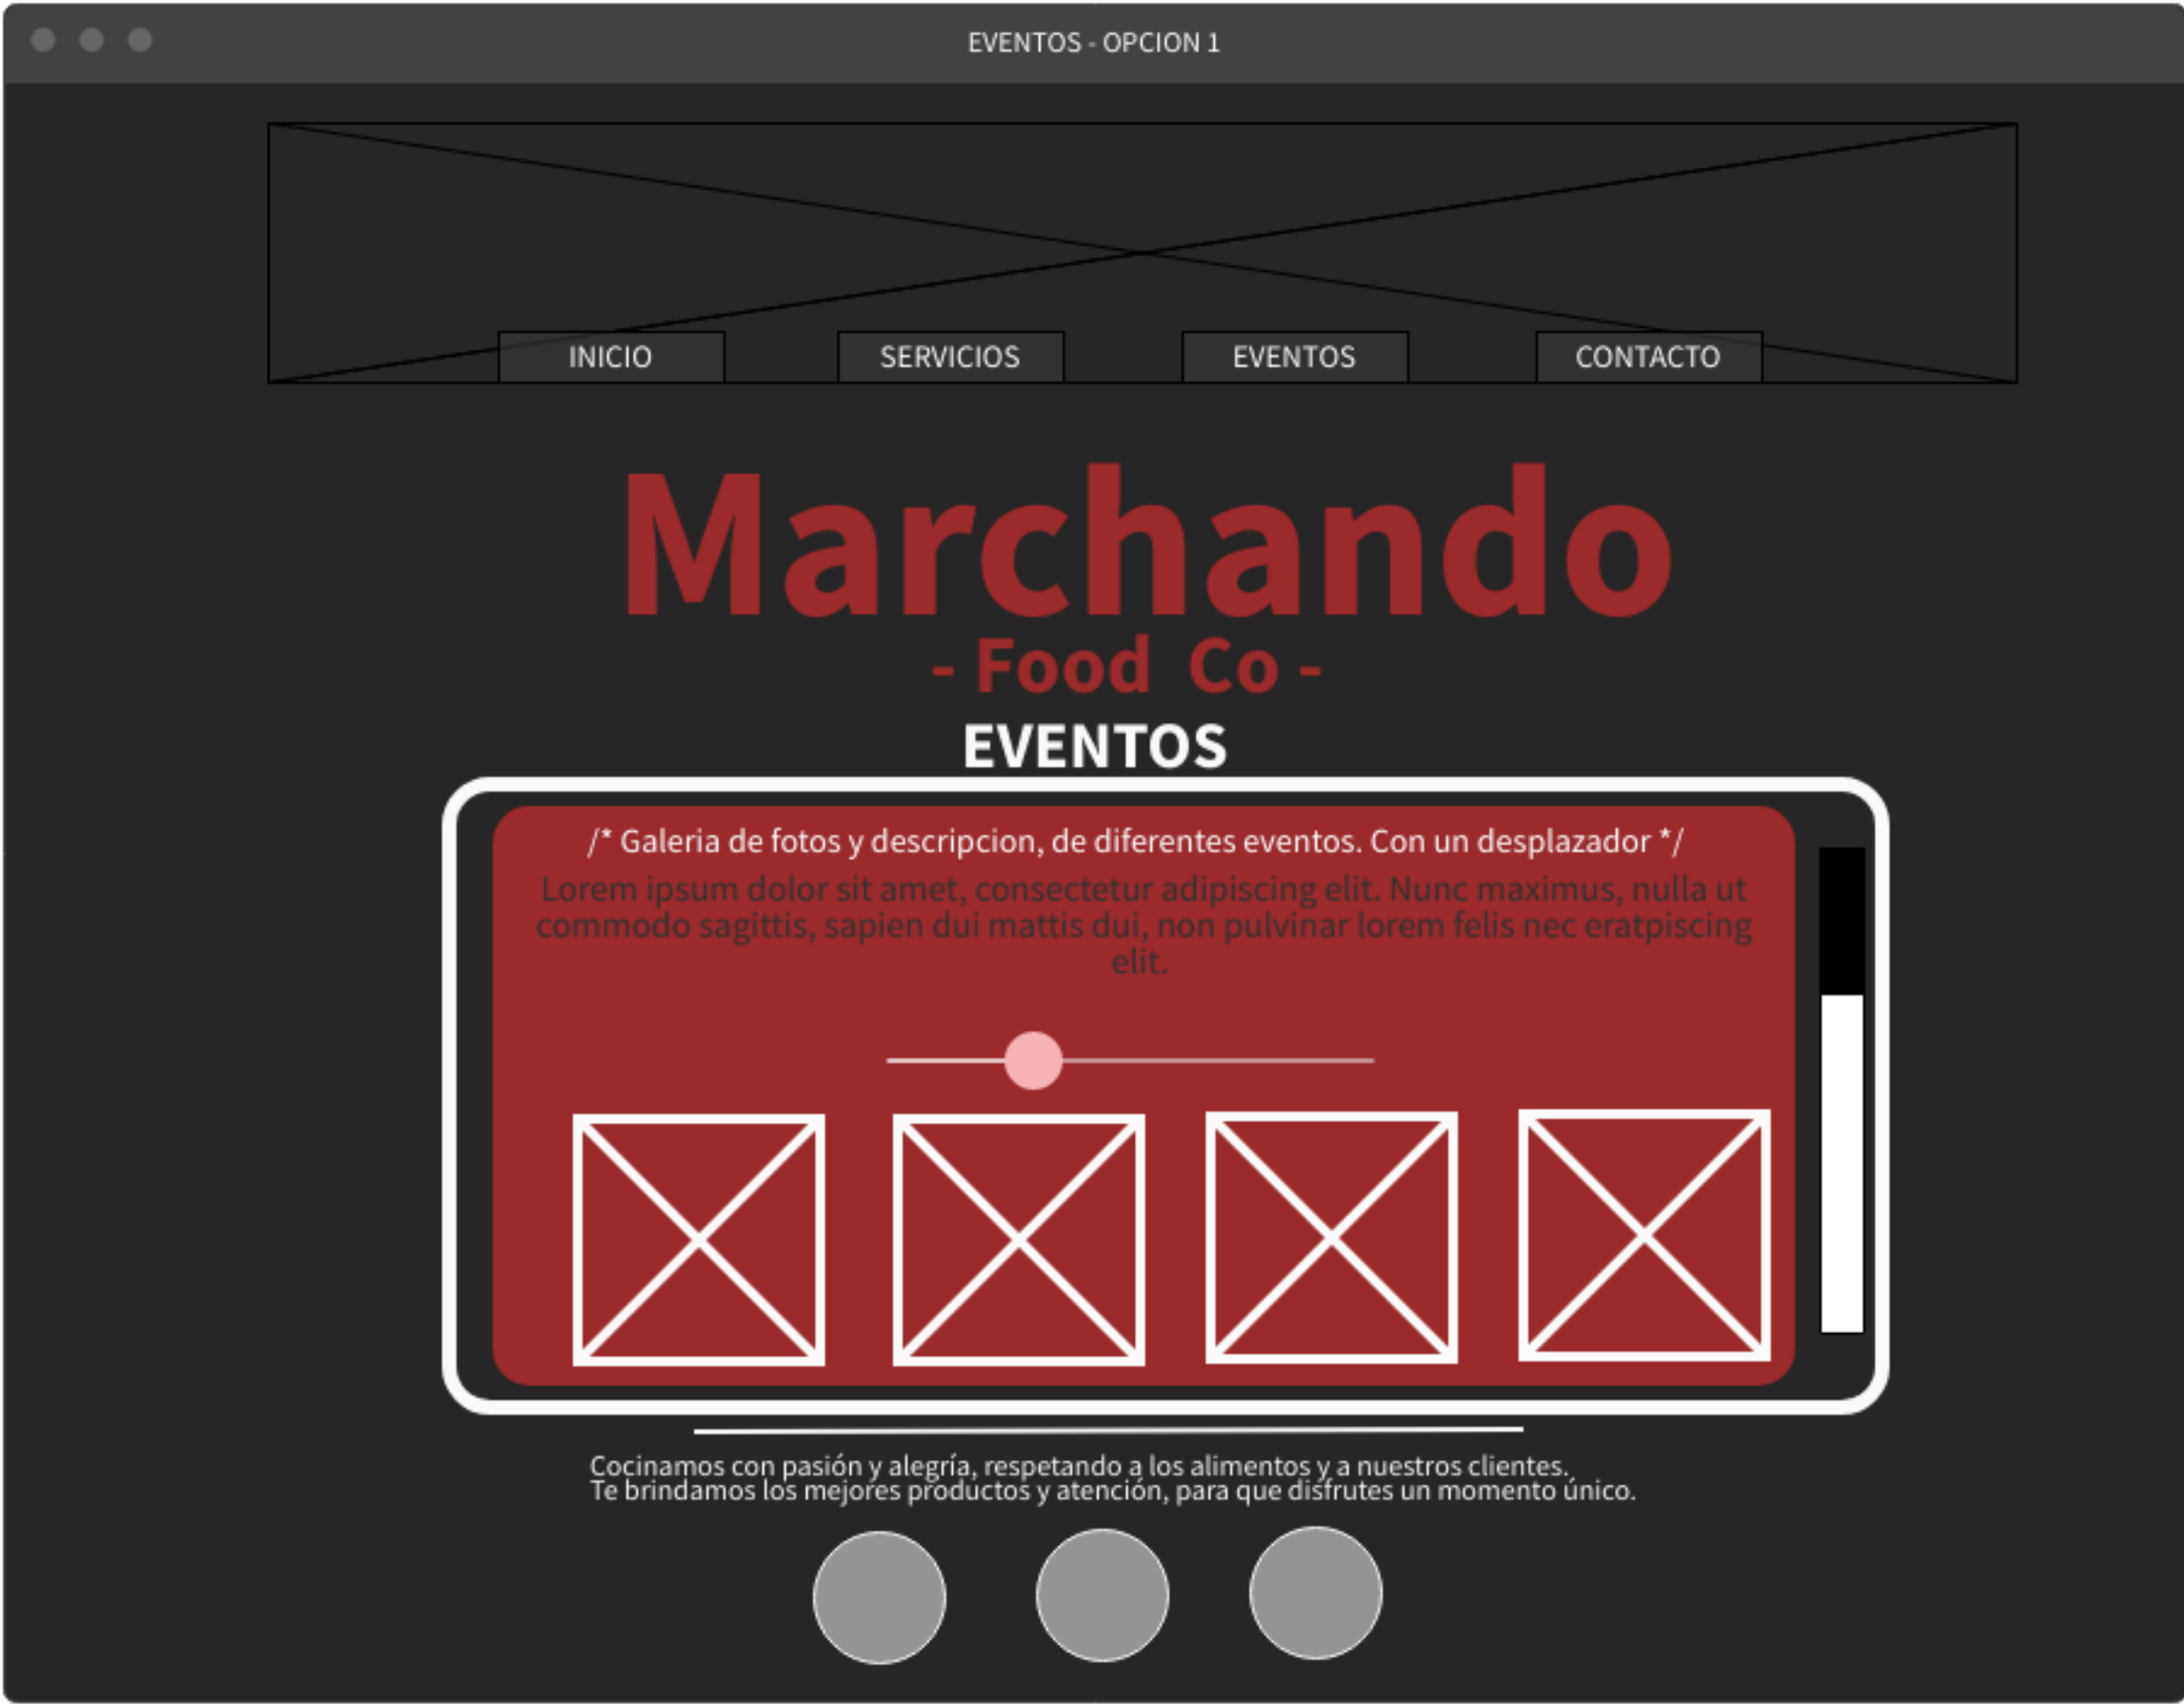 EVENTOS - OPCION 1
INICIO SERVICIOS EVENTOS CONTACTO
Marchando
- Food Co -
EVENTOS
/* Galeria de fotos y descripcion, de diferentes eventos. Con un desplazador */
Lorem ipsum dolor sit amet, consectetur adipiscing elit. Nunc maximus, nulla ut
commodo sagittis, sapien dui mattis dui, non pulvinar lorem felis nec eratpiscing
elit.
Cocinamos con pasión y alegría, respetando a los alimentos y a nuestros clientes.
Te brindamos los mejores productos y atención, para que disfrutes un momento único.